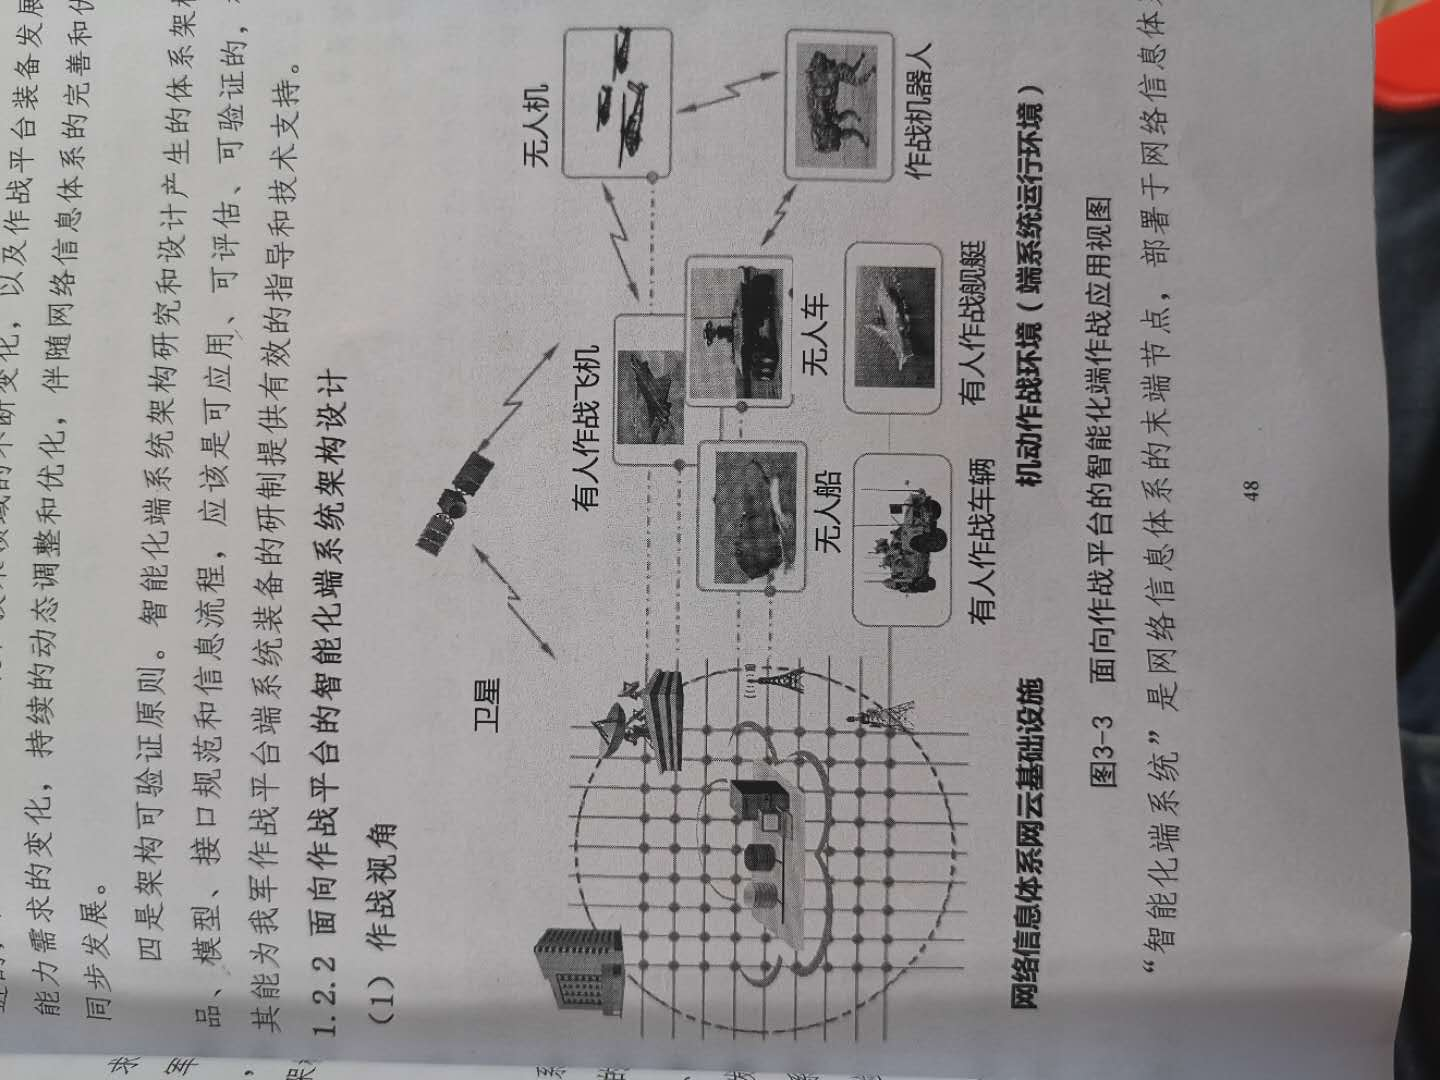 能力需求的变化，持续的动态调整和优化，伴随网络信息体系的完善和优
同步发展。
四是架构可验证原则。智能化端系统架构研究和设计产生的体系架构
品、模型、接口规范和信息流程，应该是可应用、可评估、可验证的，
其能为我军作战平台端系统装备的研制提供有效的指导和技术支持。
1.2.2 面向作战平台的智能化端系统架构设计
（1）作战视角
卫星
无人机
有人作战飞机
作战机器人
无人车
无人船
有人作战舰艇
有人作战车辆
网络信息体系网云基础设施
机动作战环境（端系统运行环境）
图3-3 面向作战平台的智能化端作战应用视图
“智能化端系统”是网络信息体系的末端节点，部署于网络信息体
48